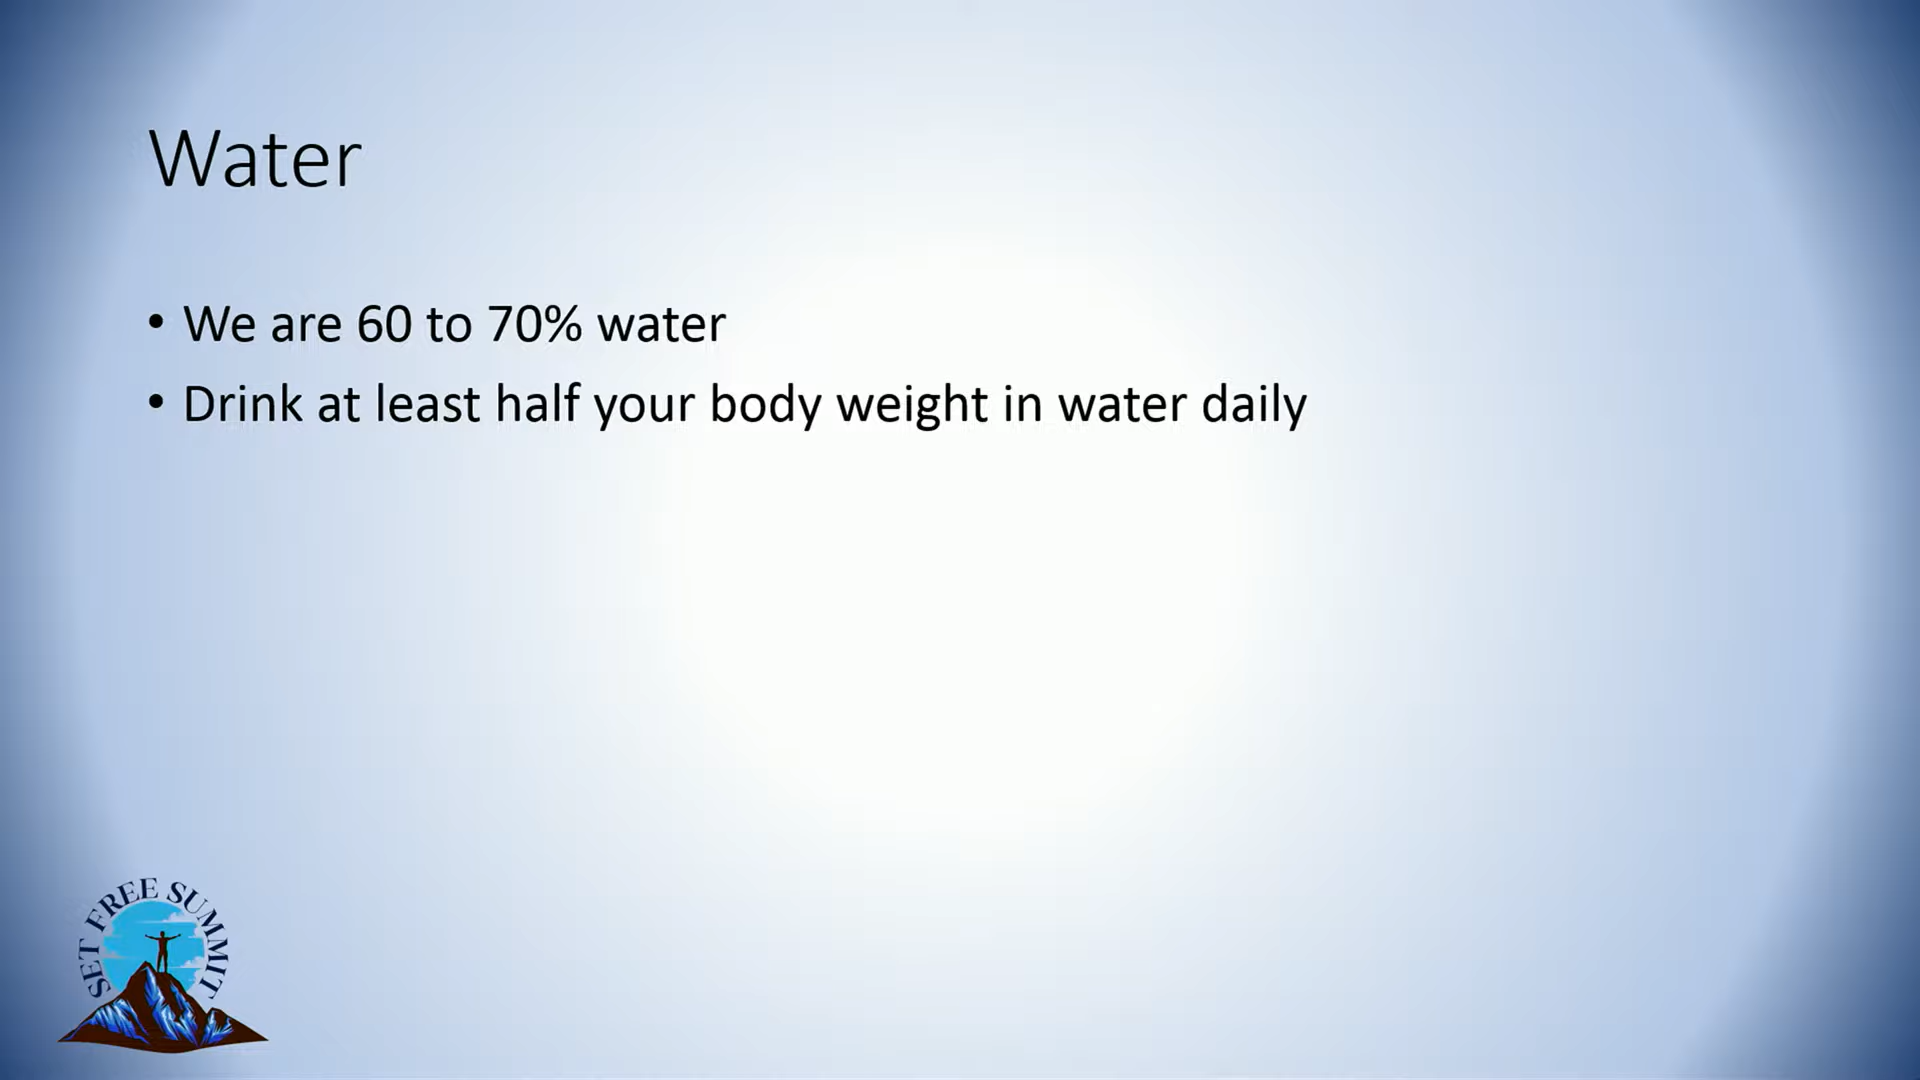 Water
• We are 60 to 70% water
• Drink at least half your body weight in water daily
SET FREE SUMMIT